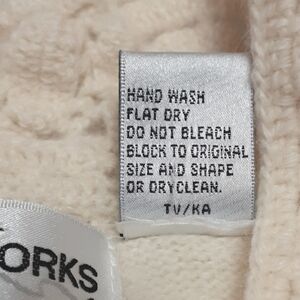 HAND WASH
FLAT DRY
DO NOT BLEACH
BLOCK TO ORIGINAL
SIZE AND SHAPE
OR DRYCLEAN.
TV/KA
ORKS